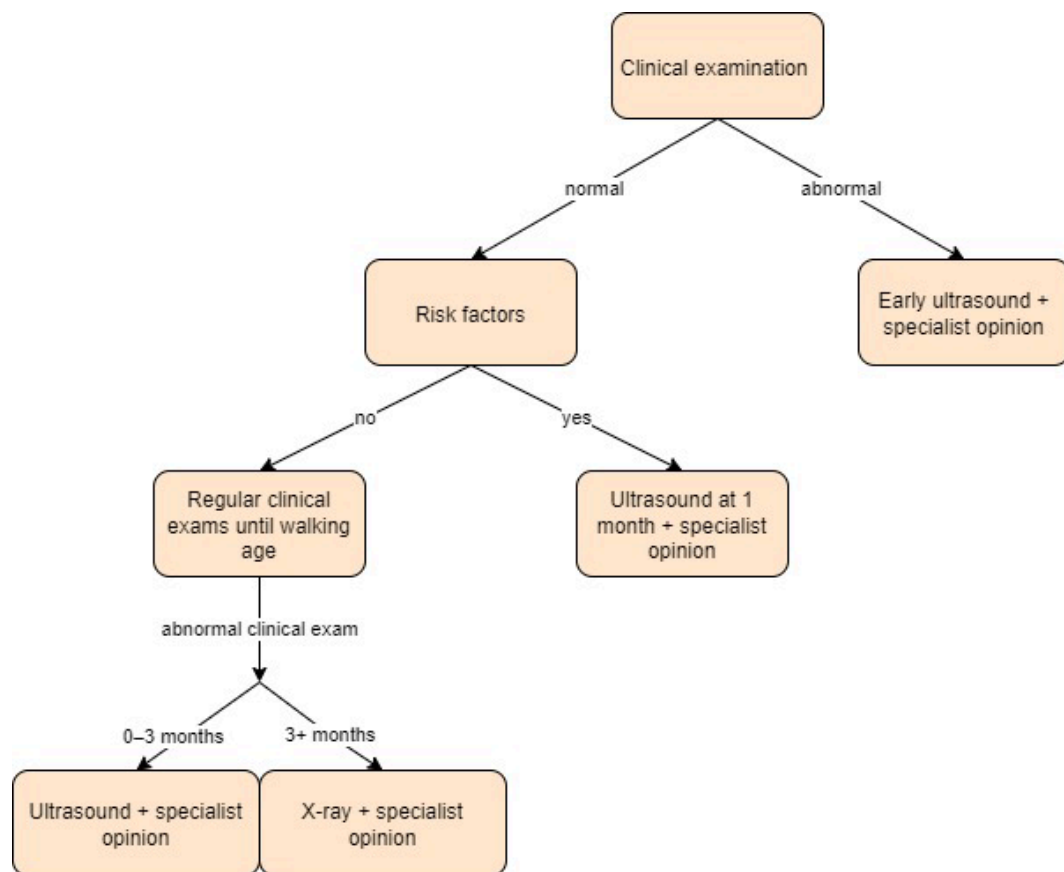 Clinical examination
normal
abnormal
Risk factors
Early ultrasound +
specialist opinion
no
yes
Regular clinical
exams until walking
age
Ultrasound at 1
month + specialist
opinion
abnormal clinical exam
0–3 months
3+ months
Ultrasound + specialist
opinion
X-ray + specialist
opinion